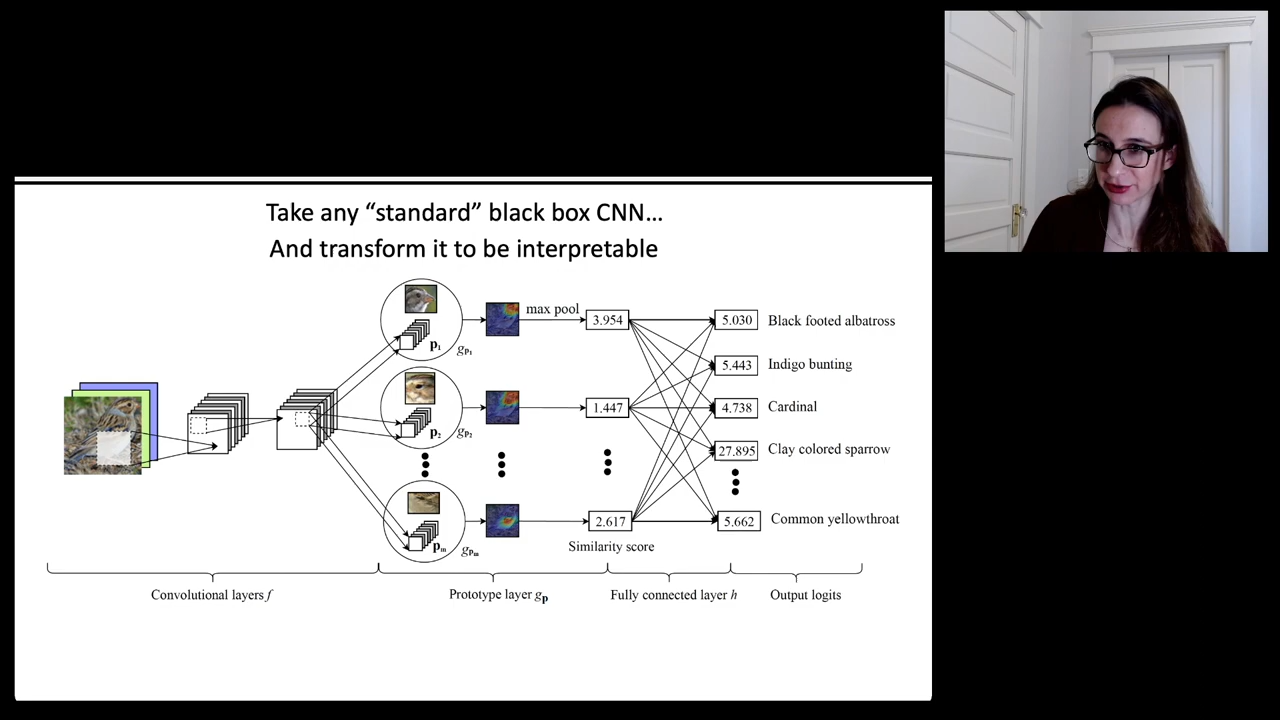 Take any “standard” black box CNN…
And transform it to be interpretable
p1
gp1
max pool
3.954
5.030
Black footed albatross
5.443
Indigo bunting
p2
gp2
1.447
4.738
Cardinal
27.895
Clay colored sparrow
pm
gpm
2.617
5.662
Common yellowthroat
Similarity score
Convolutional layers f
Prototype layer gp
Fully connected layer h
Output logits